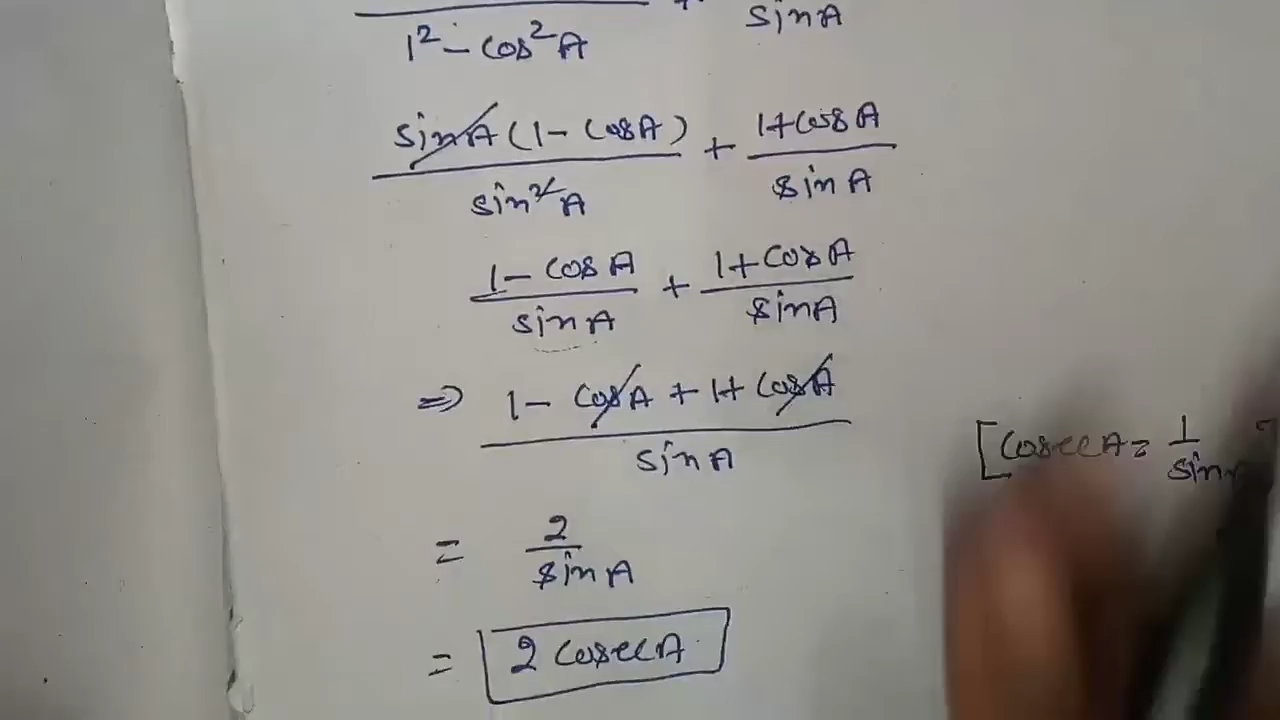 sinA
1² - cos²A
sinA (1 - cosA) / sin²A + 1+cosA / sinA
1 - cosA / sinA + 1+cosA / sinA
⇒ 1 - cosA + 1+ cosA / sinA
[cosecA = 1 / sin
= 2 / sinA
= 2 cosecA